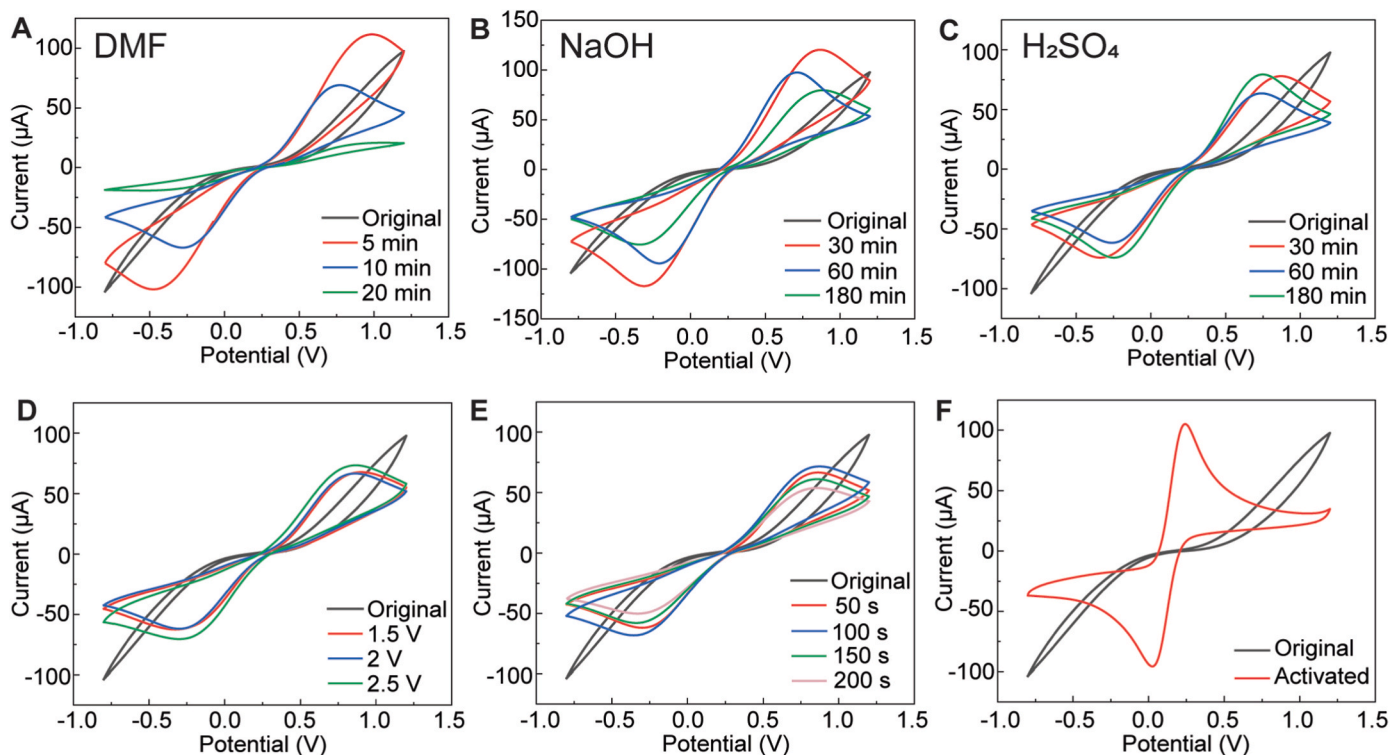 A
DMF
Current (µA)
100
50
0
-50
-100
Original
5 min
10 min
20 min
-1.0 -0.5 0.0 0.5 1.0 1.5
Potential (V)
B
NaOH
Current (µA)
150
100
50
0
-50
-100
-150
Original
30 min
60 min
180 min
-1.0 -0.5 0.0 0.5 1.0 1.5
Potential (V)
C
H₂SO₄
Current (µA)
100
50
0
-50
-100
Original
30 min
60 min
180 min
-1.0 -0.5 0.0 0.5 1.0 1.5
Potential (V)
D
Current (µA)
100
50
0
-50
-100
Original
1.5 V
2 V
2.5 V
-1.0 -0.5 0.0 0.5 1.0 1.5
Potential (V)
E
Current (µA)
100
50
0
-50
-100
Original
50 s
100 s
150 s
200 s
-1.0 -0.5 0.0 0.5 1.0 1.5
Potential (V)
F
Current (µA)
100
50
0
-50
-100
Original
Activated
-1.0 -0.5 0.0 0.5 1.0 1.5
Potential (V)